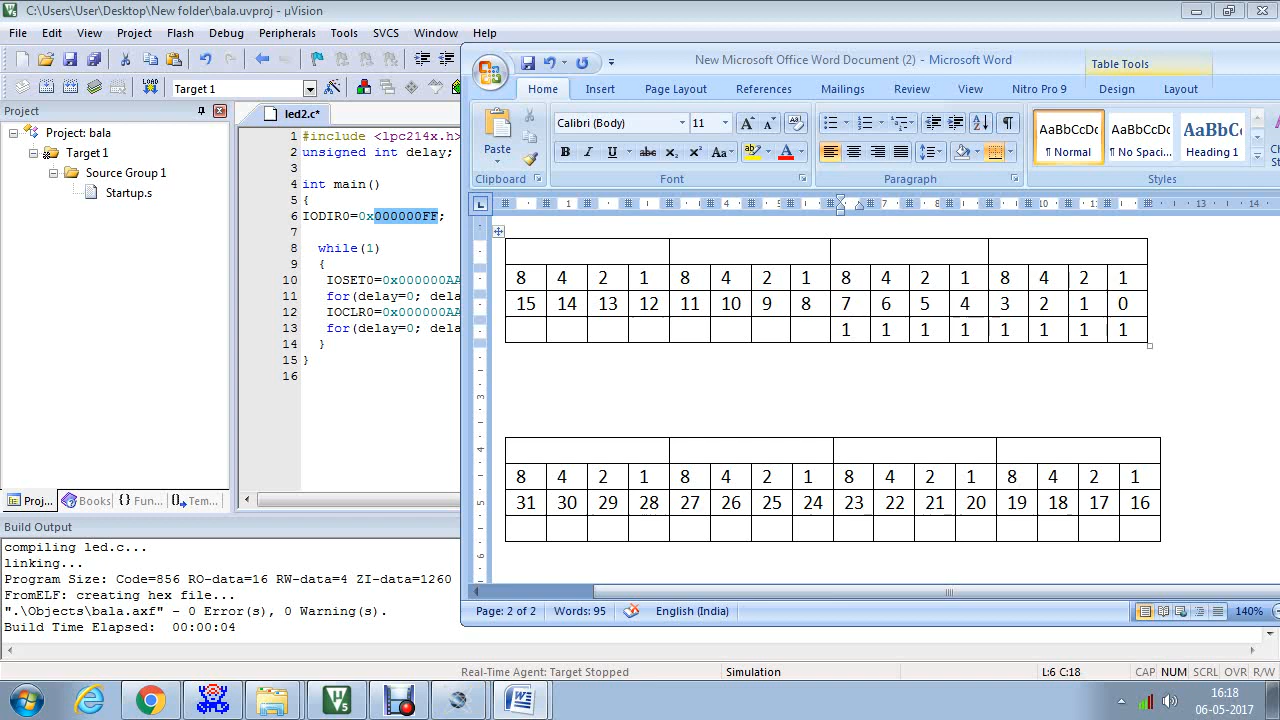 C:\Users\User\Desktop\New folder\bala.uvproj - µVision
File Edit View Project Flash Debug Peripherals Tools SVCS Window Help
Target 1
Project
Project: bala
Target 1
Source Group 1
Startup.s
Proj... Books Fun... Tem...
led2.c*
1 #include <lpc214x.h>
2 unsigned int delay;
3
4 int main()
5 {
6 IODIR0=0x000000FF;
7
8 while(1)
9 {
10 IOSET0=0x000000AA
11 for(delay=0; dela
12 IOCLR0=0x000000AA
13 for(delay=0; dela
14 }
15 }
16
New Microsoft Office Word Document (2) - Microsoft Word
Table Tools
Home Insert Page Layout References Mailings Review View Nitro Pro 9 Design Layout
Paste
Clipboard
Calibri (Body) 11
Font
Paragraph
AaBbCcDc AaBbCcDc AaBbCc
¶ Normal ¶ No Spaci... Heading 1
Styles
8 4 2 1 8 4 2 1 8 4 2 1 8 4 2 1
15 14 13 12 11 10 9 8 7 6 5 4 3 2 1 0
1 1 1 1 1 1 1 1
8 4 2 1 8 4 2 1 8 4 2 1 8 4 2 1
31 30 29 28 27 26 25 24 23 22 21 20 19 18 17 16
Page: 2 of 2 Words: 95 English (India) 140%
Build Output
compiling led.c...
linking...
Program Size: Code=856 RO-data=16 RW-data=4 ZI-data=1260
FromELF: creating hex file...
".\Objects\bala.axf" - 0 Error(s), 0 Warning(s).
Build Time Elapsed: 00:00:04
Real-Time Agent: Target Stopped Simulation L:6 C:18 CAP NUM SCRL OVR R/W
16:18
06-05-2017